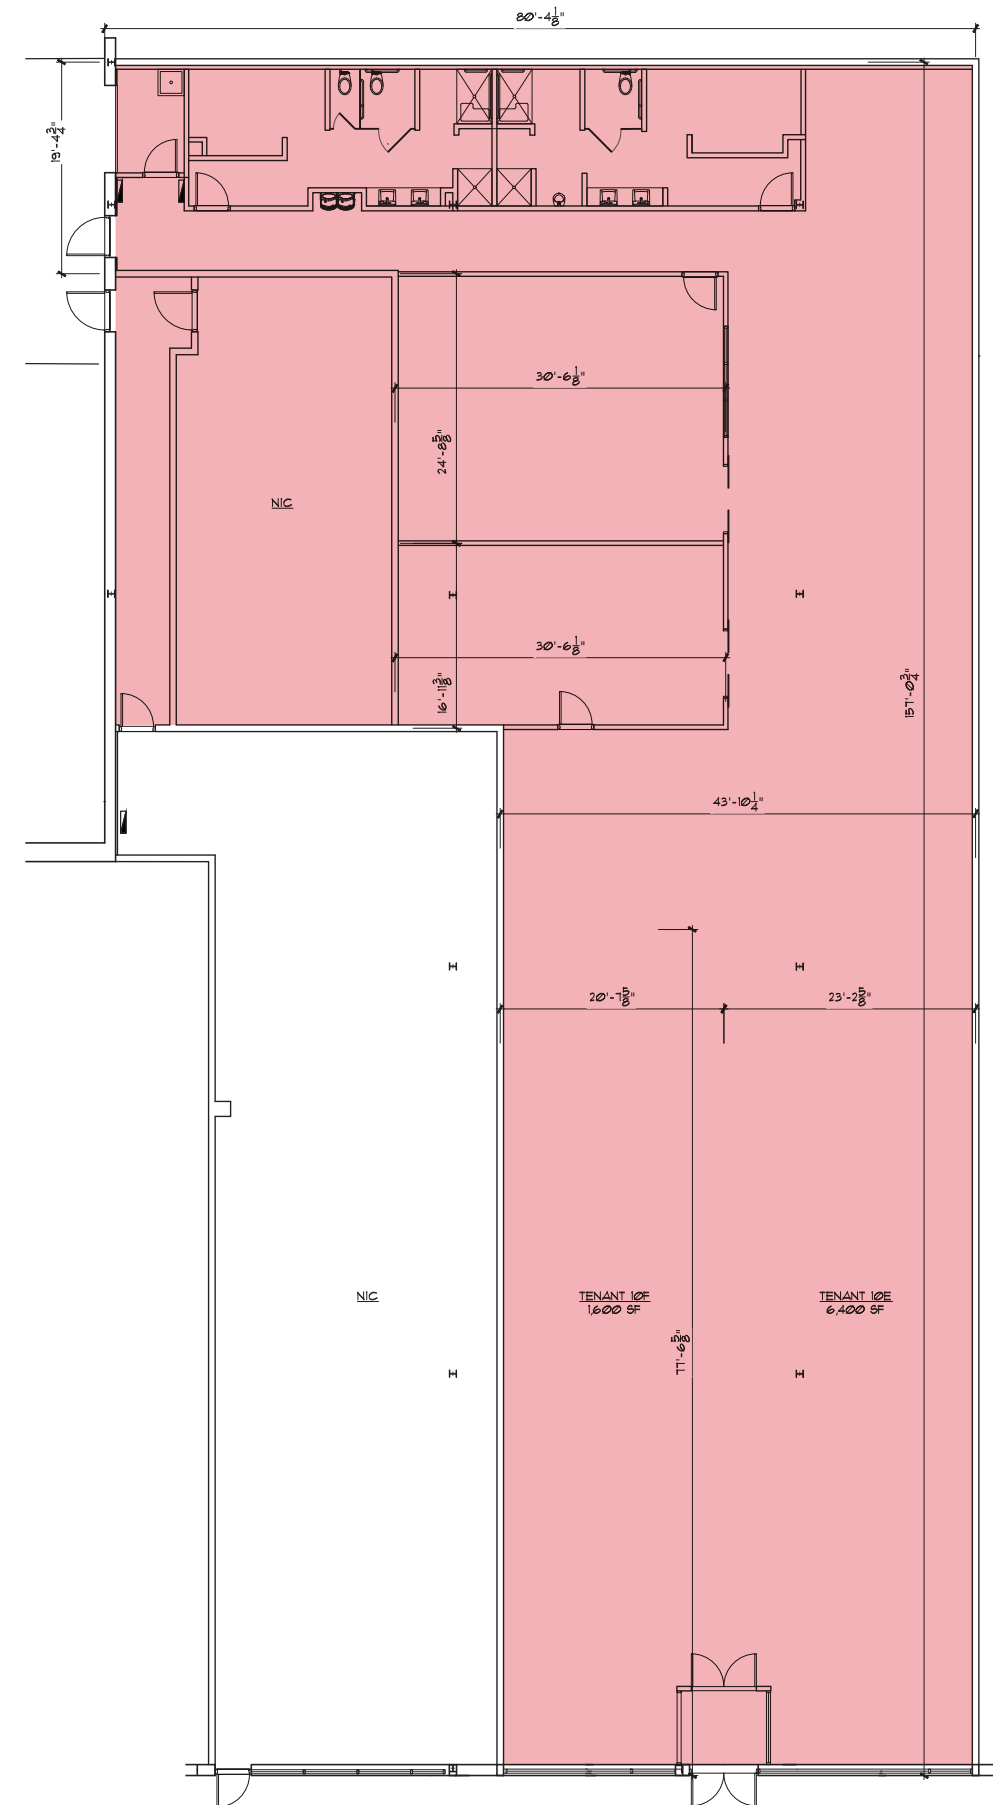 80'-4 1/8"
19'-4 3/4"
30'-6 1/8"
24'-8 5/8"
NIC
30'-6 1/8"
16'-11 3/8"
157'-0 3/4"
43'-10 1/4"
20'-7 5/8"
23'-2 5/8"
NIC
TENANT 10F
1,600 SF
TENANT 10E
6,400 SF
77'-6 5/8"